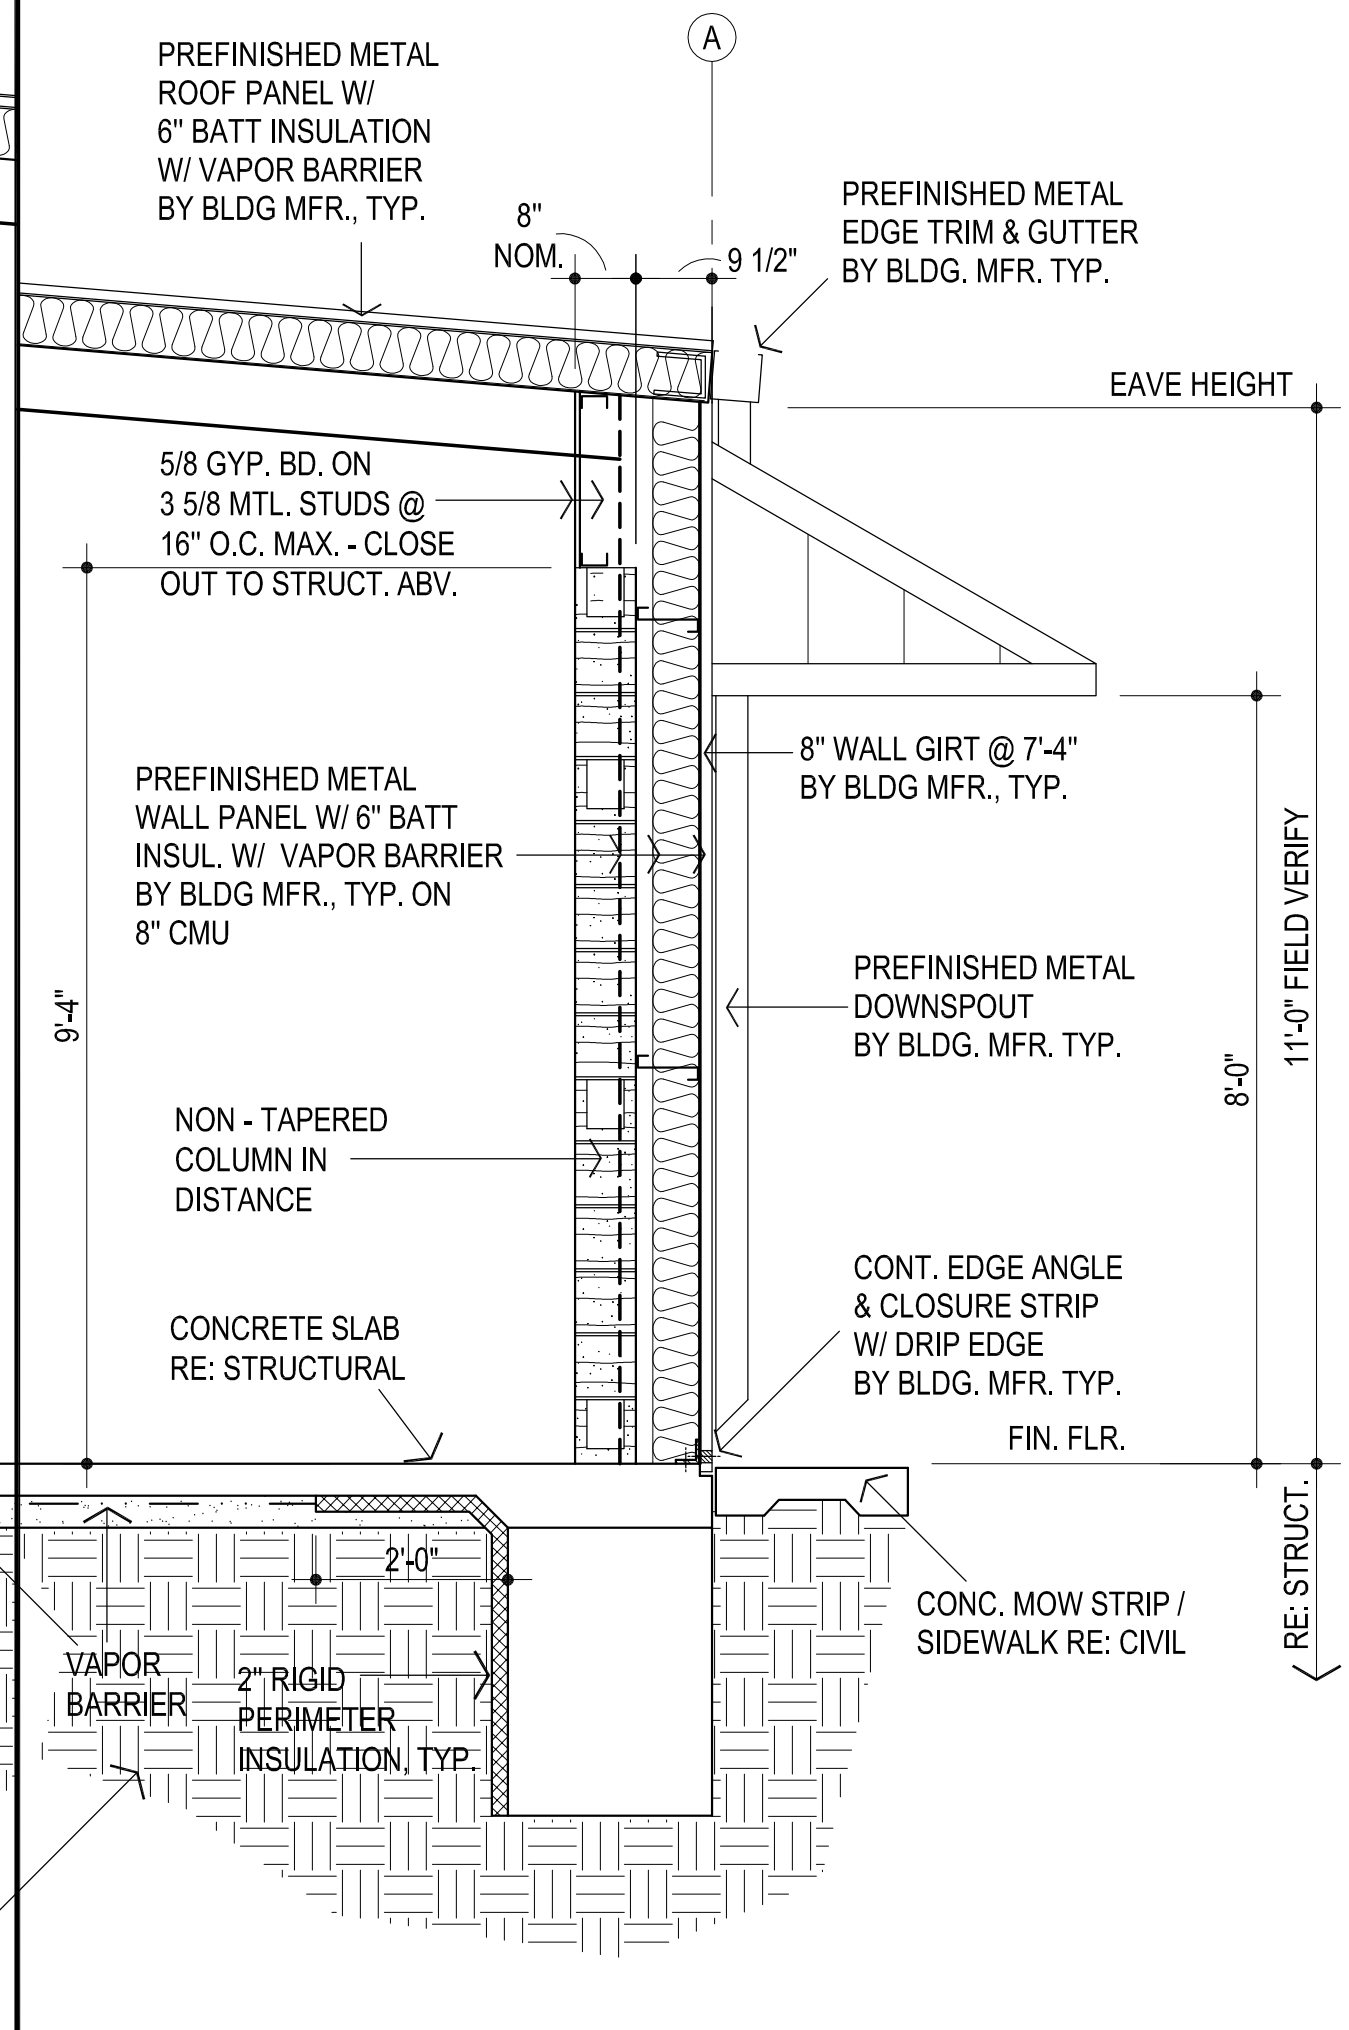 A
PREFINISHED METAL
ROOF PANEL W/
6" BATT INSULATION
W/ VAPOR BARRIER
BY BLDG MFR., TYP.
8"
NOM.
9 1/2"
PREFINISHED METAL
EDGE TRIM & GUTTER
BY BLDG. MFR. TYP.
EAVE HEIGHT
5/8 GYP. BD. ON
3 5/8 MTL. STUDS @
16" O.C. MAX. - CLOSE
OUT TO STRUCT. ABV.
8" WALL GIRT @ 7'-4"
BY BLDG MFR., TYP.
PREFINISHED METAL
WALL PANEL W/ 6" BATT
INSUL. W/ VAPOR BARRIER
BY BLDG MFR., TYP. ON
8" CMU
11'-0" FIELD VERIFY
9'-4"
PREFINISHED METAL
DOWNSPOUT
BY BLDG. MFR. TYP.
8'-0"
NON - TAPERED
COLUMN IN
DISTANCE
CONT. EDGE ANGLE
& CLOSURE STRIP
W/ DRIP EDGE
BY BLDG. MFR. TYP.
CONCRETE SLAB
RE: STRUCTURAL
FIN. FLR.
RE: STRUCT.
2'-0"
CONC. MOW STRIP /
SIDEWALK RE: CIVIL
VAPOR
BARRIER
2" RIGID
PERIMETER
INSULATION, TYP.